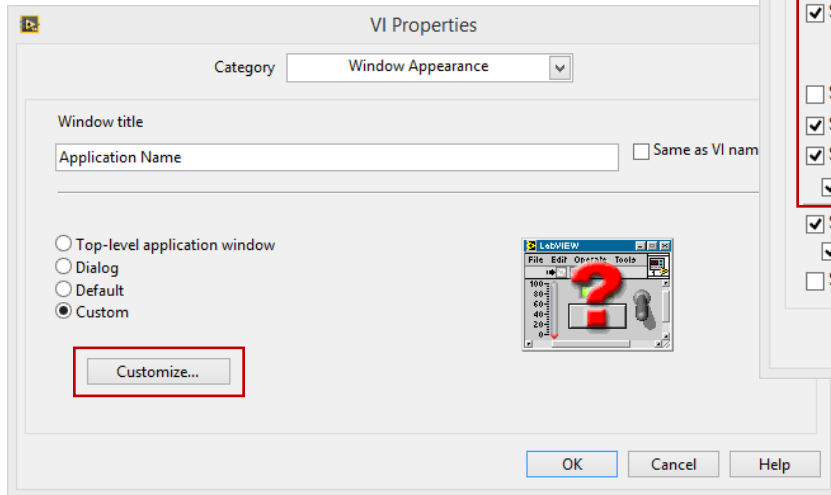 VI Properties
Category
Window Appearance
Window title
Application Name
Same as VI nam
Top-level application window
Dialog
Default
Custom
LabVIEW
File Edit Operate Tools
100
80
60
40
20
0
Customize...
OK
Cancel
Help
S
S
S
S
S
S